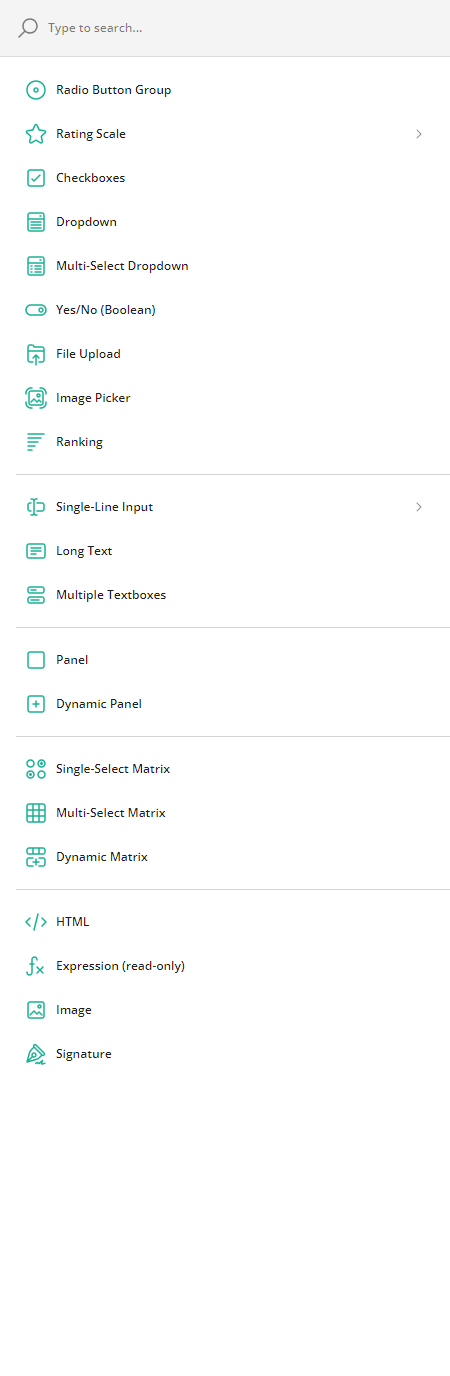 Type to search...
Radio Button Group
Rating Scale
Checkboxes
Dropdown
Multi-Select Dropdown
Yes/No (Boolean)
File Upload
Image Picker
Ranking
Single-Line Input
Long Text
Multiple Textboxes
Panel
Dynamic Panel
Single-Select Matrix
Multi-Select Matrix
Dynamic Matrix
HTML
Expression (read-only)
Image
Signature